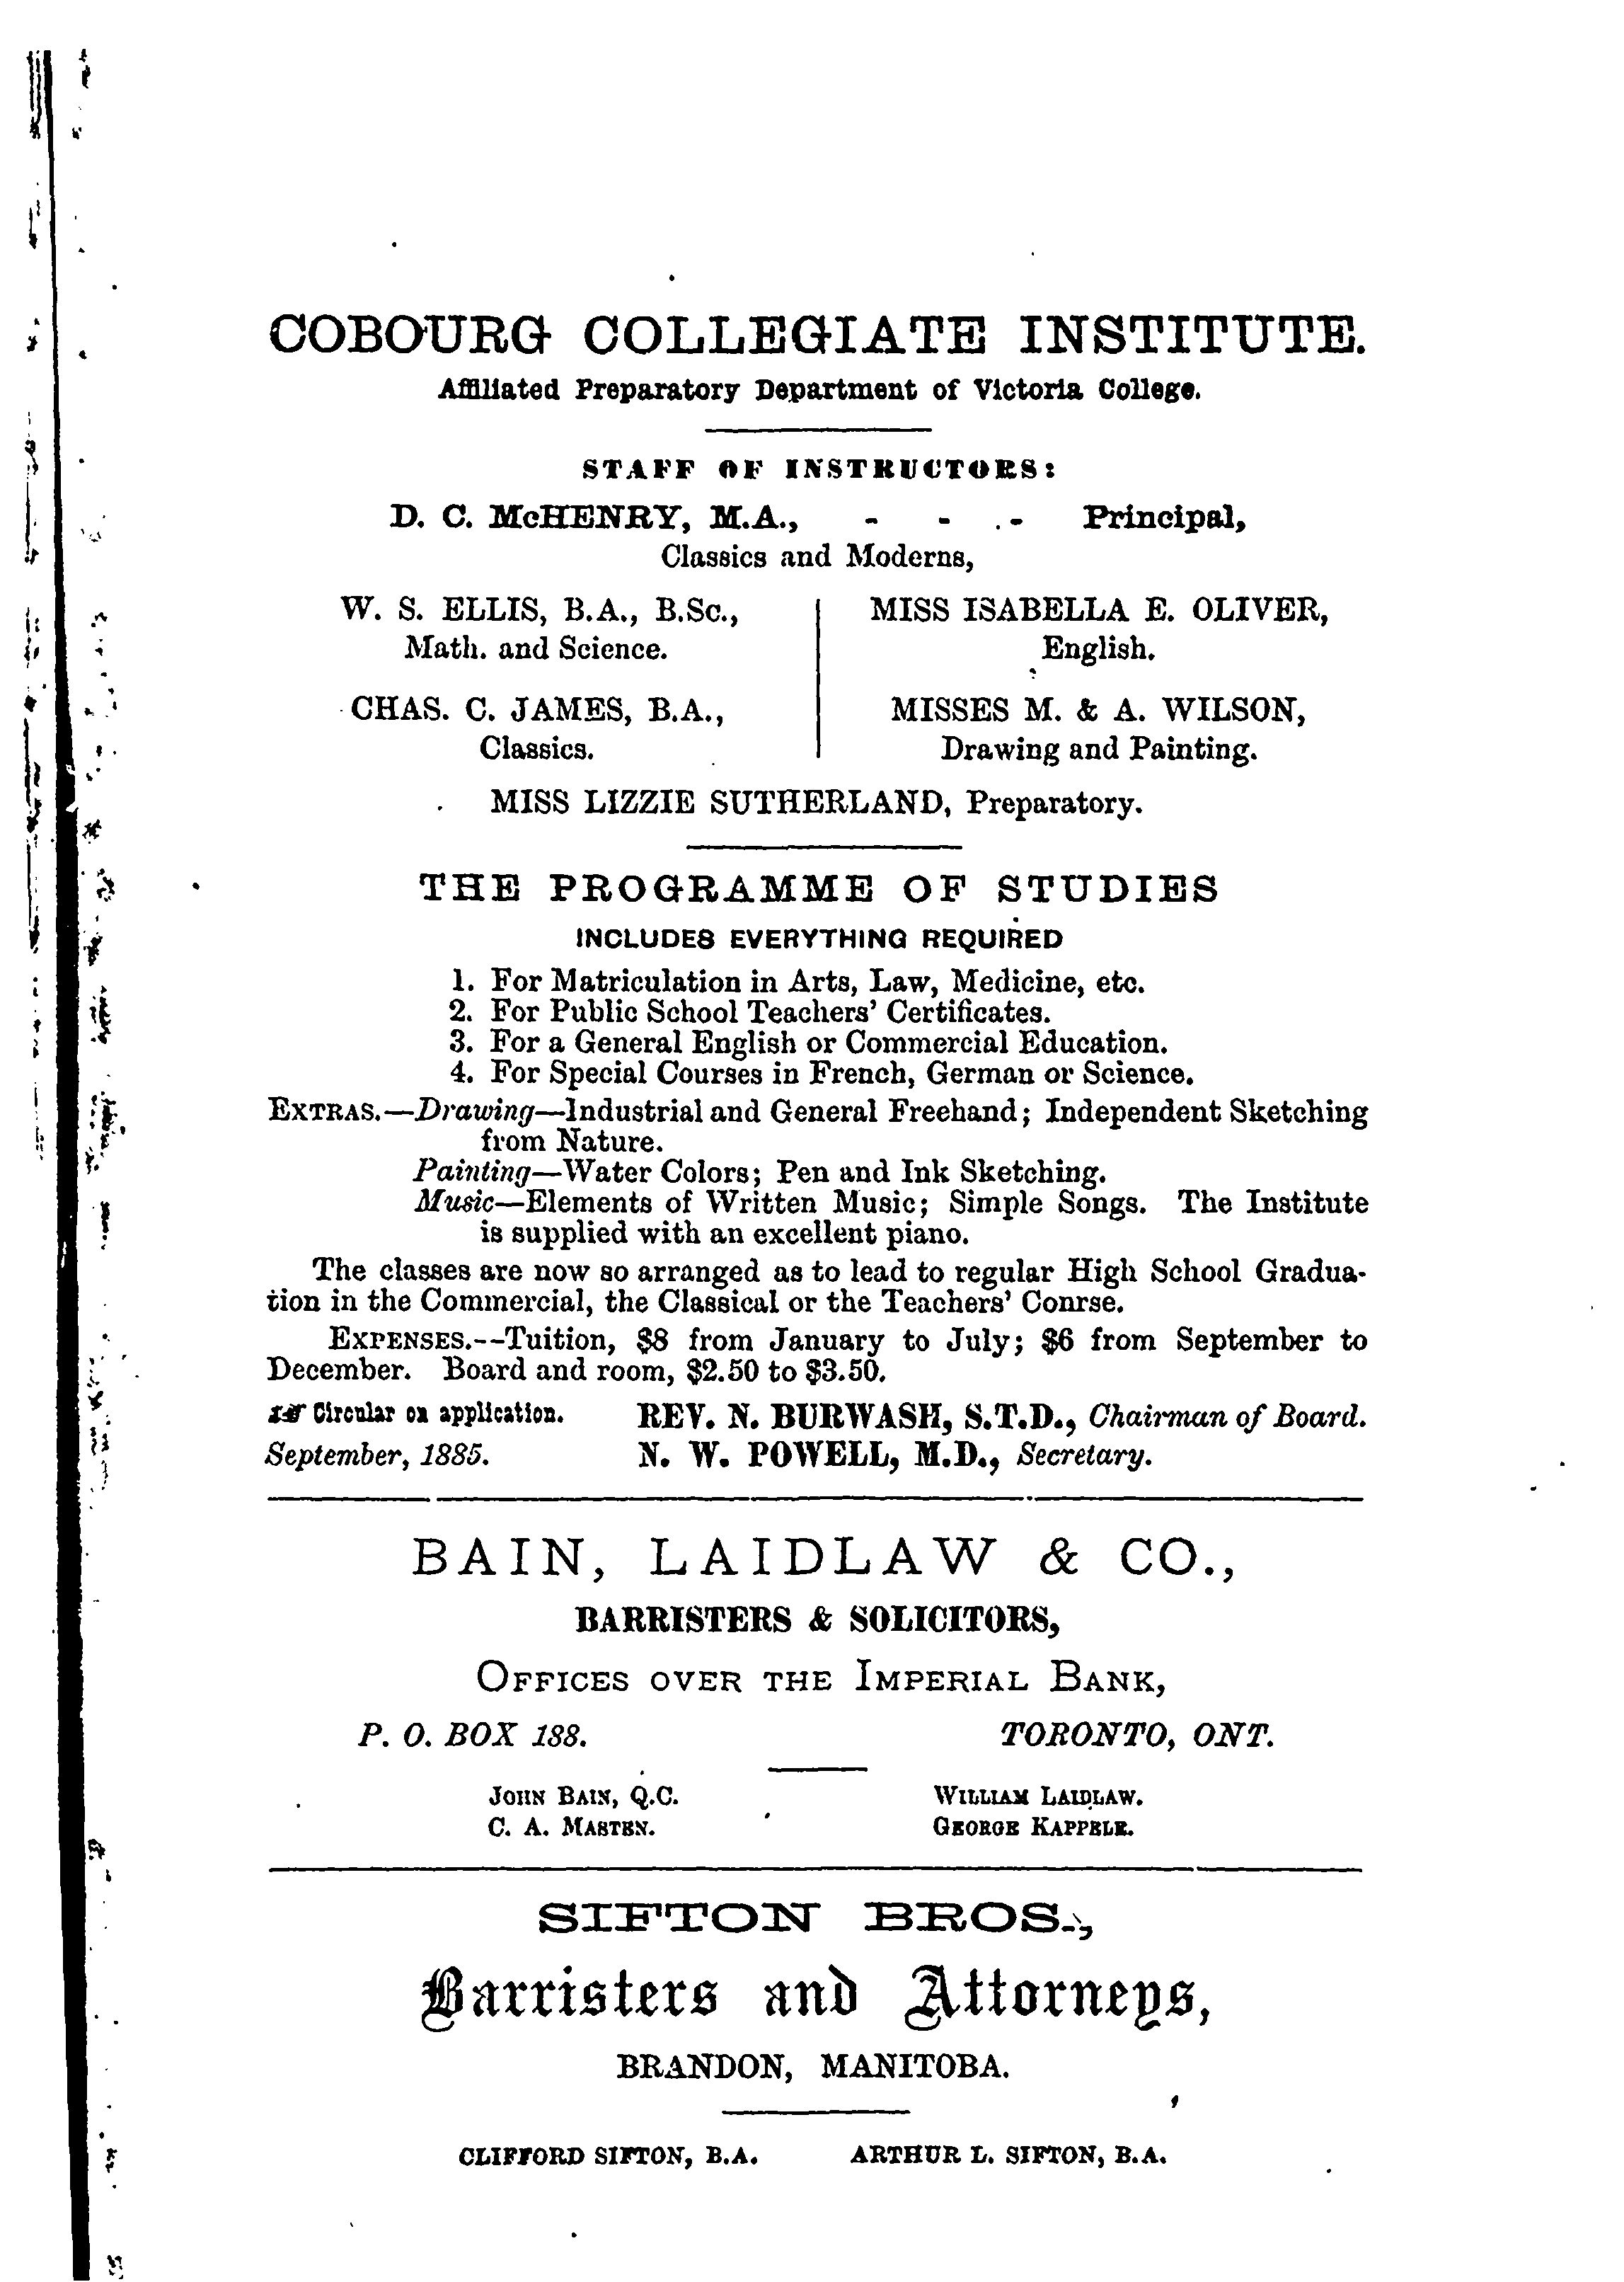 COBOURG COLLEGIATE INSTITUTE.
Affiliated Preparatory Department of Victoria College.
STAFF OF INSTRUCTORS:
D. C. McHENRY, M.A., - - - Principal,
Classics and Moderns,
W. S. ELLIS, B.A., B.Sc.,
Math. and Science.
CHAS. C. JAMES, B.A.,
Classics.
MISS ISABELLA E. OLIVER,
English.
MISSES M. & A. WILSON,
Drawing and Painting.
MISS LIZZIE SUTHERLAND, Preparatory.
THE PROGRAMME OF STUDIES
INCLUDES EVERYTHING REQUIRED
1. For Matriculation in Arts, Law, Medicine, etc.
2. For Public School Teachers' Certificates.
3. For a General English or Commercial Education.
4. For Special Courses in French, German or Science.
EXTRAS.—Drawing—Industrial and General Freehand; Independent Sketching
from Nature.
Painting—Water Colors; Pen and Ink Sketching.
Music—Elements of Written Music; Simple Songs. The Institute
is supplied with an excellent piano.
The classes are now so arranged as to lead to regular High School Gradua-
tion in the Commercial, the Classical or the Teachers' Conrse.
EXPENSES.--Tuition, $8 from January to July; $6 from September to
December. Board and room, $2.50 to $3.50.
☞ Circular on application. REV. N. BURWASH, S.T.D., Chairman of Board.
September, 1885. N. W. POWELL, M.D., Secretary.
BAIN, LAIDLAW & CO.,
BARRISTERS & SOLICITORS,
OFFICES OVER THE IMPERIAL BANK,
P. O. BOX 188. TORONTO, ONT.
JOHN BAIN, Q.C. WILLIAM LAIDLAW.
C. A. MASTEN. GEORGE KAPPELE.
SIFTON BROS.,
Barristers and Attorneys,
BRANDON, MANITOBA.
CLIFFORD SIFTON, B.A. ARTHUR L. SIFTON, B.A.